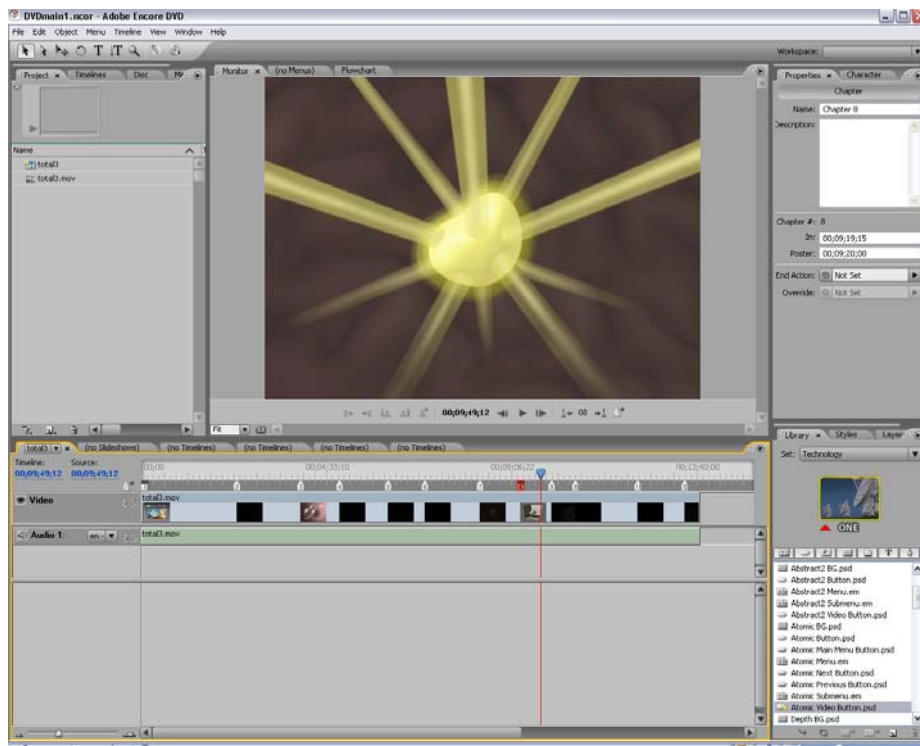 DVDmain1.ncor - Adobe Encore DVD
File Edit Object Menu Timeline View Window Help
Workspace:
Project Timelines Disc
Monitor (no Menus) Flowchart
Properties Character
Chapter
Name: Chapter 8
Description:
Name
total3
total3.mov
Chapter #: 8
In: 00;09;19;15
Poster: 00;09;20;00
End Action: Not Set
Override: Not Set
Fit
00;09;49;12
total3 (no Slideshows) (no Timelines) (no Timelines) (no Timelines) (no Timelines)
Timeline: Source:
00;09;49;12 00;09;49;12
00;00 00;04;33;10 00;09;06;22 00;13;40;00
Video total3.mov
Audio 1: en total3.mov
Library Styles Layer
Set: Technology
ONE
Abstract2 BG.psd
Abstract2 Button.psd
Abstract2 Menu.em
Abstract2 Submenu.em
Abstract2 Video Button.psd
Atomic BG.psd
Atomic Button.psd
Atomic Main Menu Button.psd
Atomic Menu.em
Atomic Next Button.psd
Atomic Previous Button.psd
Atomic Submenu.em
Atomic Video Button.psd
Depth BG.psd